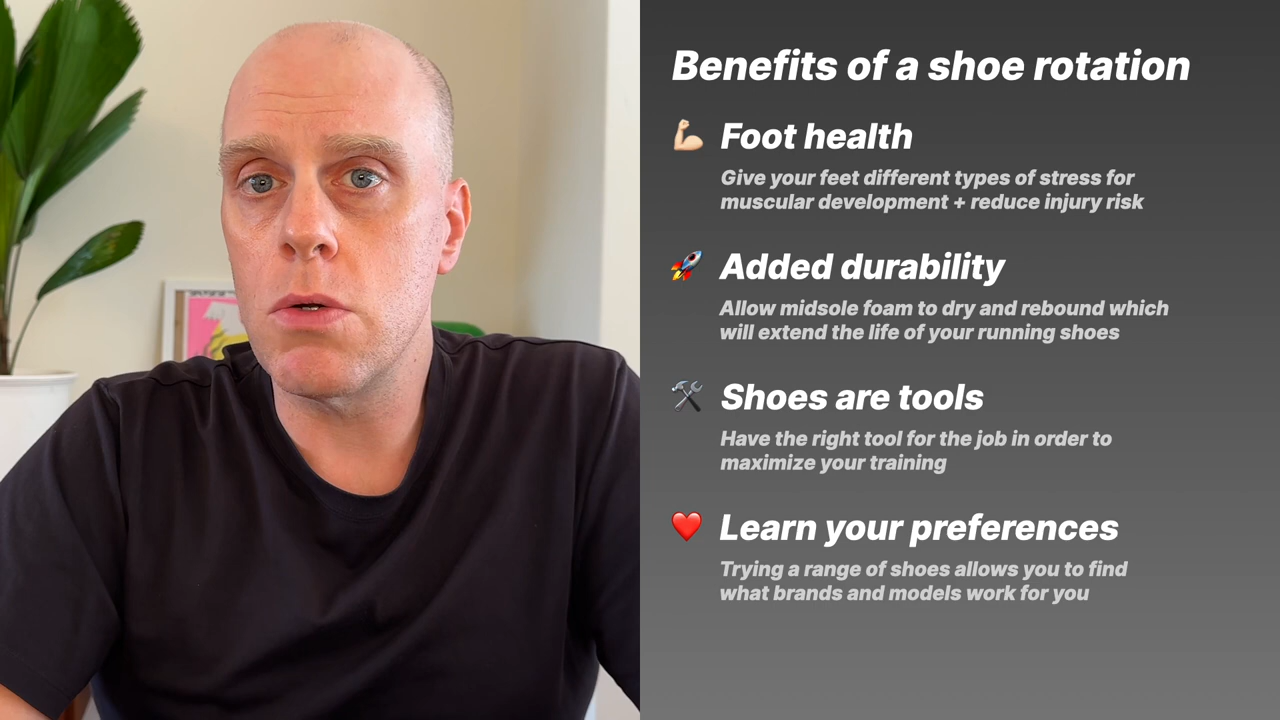 Benefits of a shoe rotation
Foot health
Give your feet different types of stress for
muscular development + reduce injury risk
Added durability
Allow midsole foam to dry and rebound which
will extend the life of your running shoes
Shoes are tools
Have the right tool for the job in order to
maximize your training
Learn your preferences
Trying a range of shoes allows you to find
what brands and models work for you